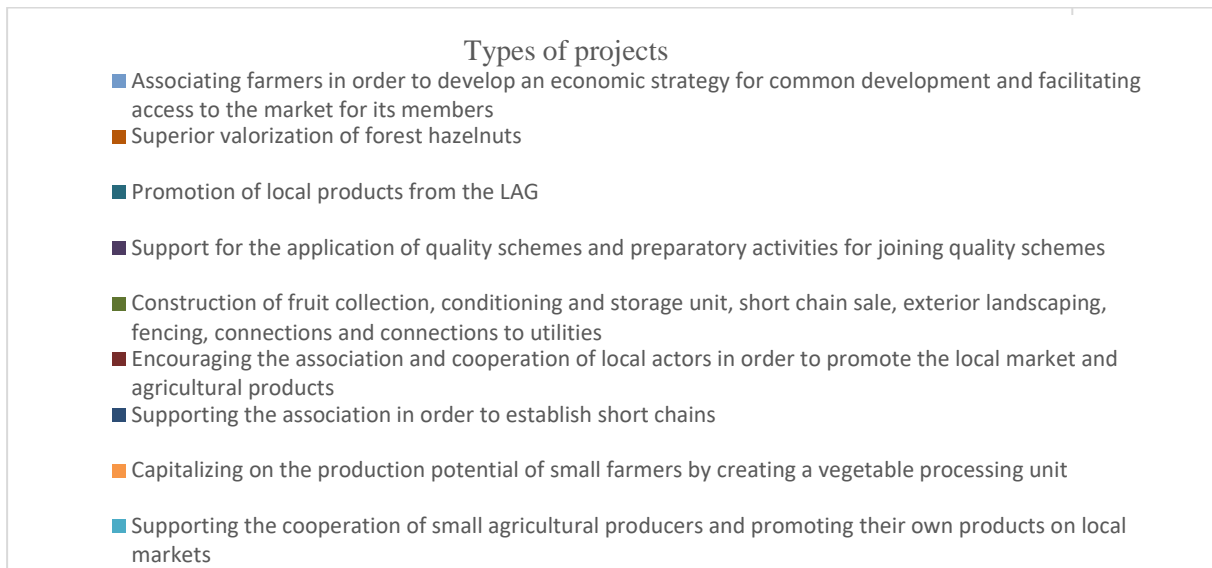 Types of projects
Associating farmers in order to develop an economic strategy for common development and facilitating
access to the market for its members
Superior valorization of forest hazelnuts
Promotion of local products from the LAG
Support for the application of quality schemes and preparatory activities for joining quality schemes
Construction of fruit collection, conditioning and storage unit, short chain sale, exterior landscaping,
fencing, connections and connections to utilities
Encouraging the association and cooperation of local actors in order to promote the local market and
agricultural products
Supporting the association in order to establish short chains
Capitalizing on the production potential of small farmers by creating a vegetable processing unit
Supporting the cooperation of small agricultural producers and promoting their own products on local
markets